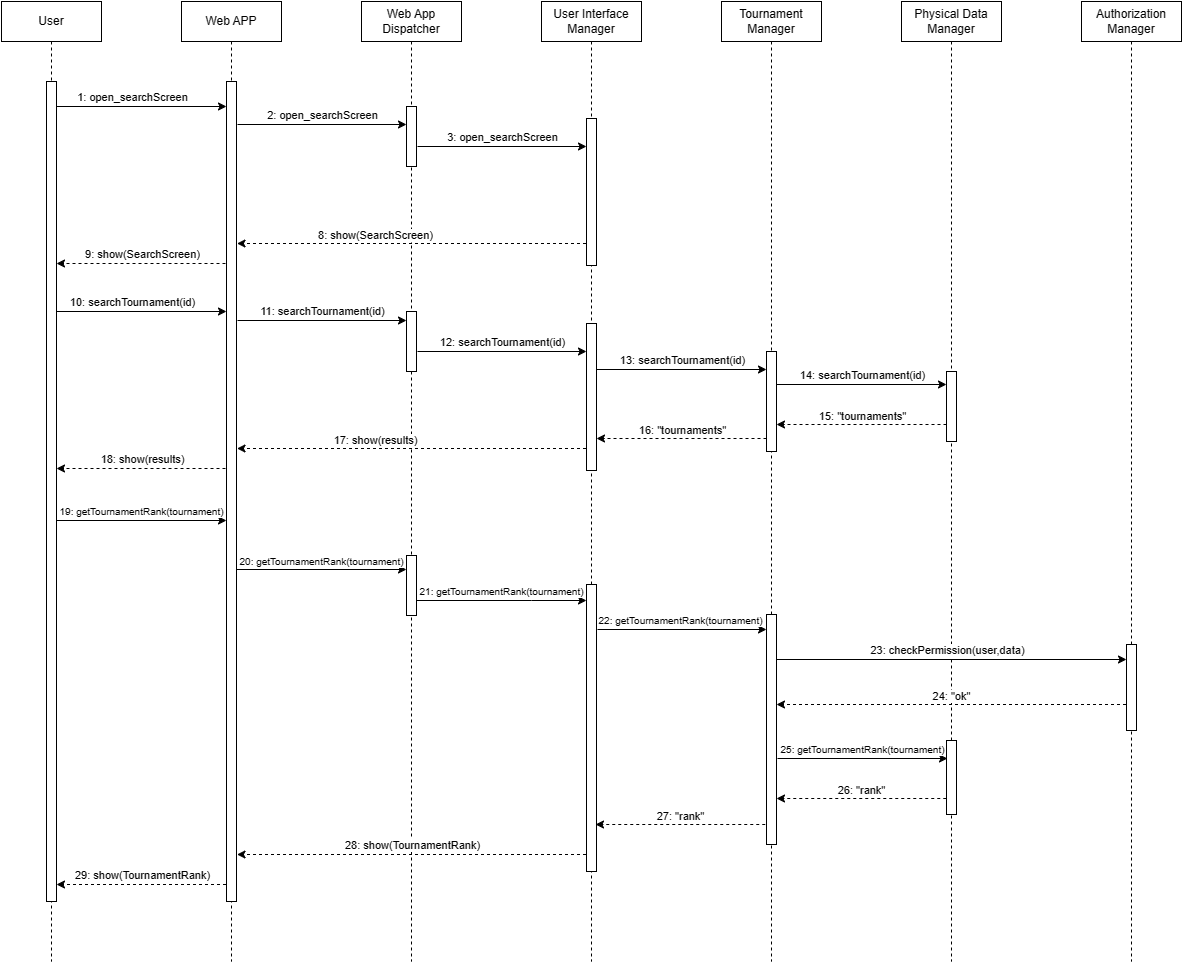 User
Web APP
Web App
Dispatcher
User Interface
Manager
Tournament
Manager
Physical Data
Manager
Authorization
Manager
1: open_searchScreen
2: open_searchScreen
3: open_searchScreen
8: show(SearchScreen)
9: show(SearchScreen)
10: searchTournament(id)
11: searchTournament(id)
12: searchTournament(id)
13: searchTournament(id)
14: searchTournament(id)
15: "tournaments"
16: "tournaments"
17: show(results)
18: show(results)
19: getTournamentRank(tournament)
20: getTournamentRank(tournament)
21: getTournamentRank(tournament)
22: getTournamentRank(tournament)
23: checkPermission(user,data)
24: "ok"
25: getTournamentRank(tournament)
26: "rank"
27: "rank"
28: show(TournamentRank)
29: show(TournamentRank)